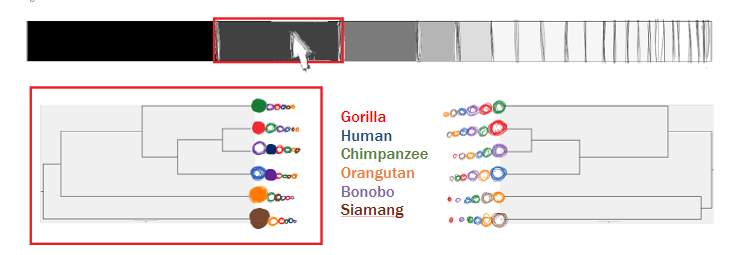 Gorilla
Human
Chimpanzee
Orangutan
Bonobo
Siamang